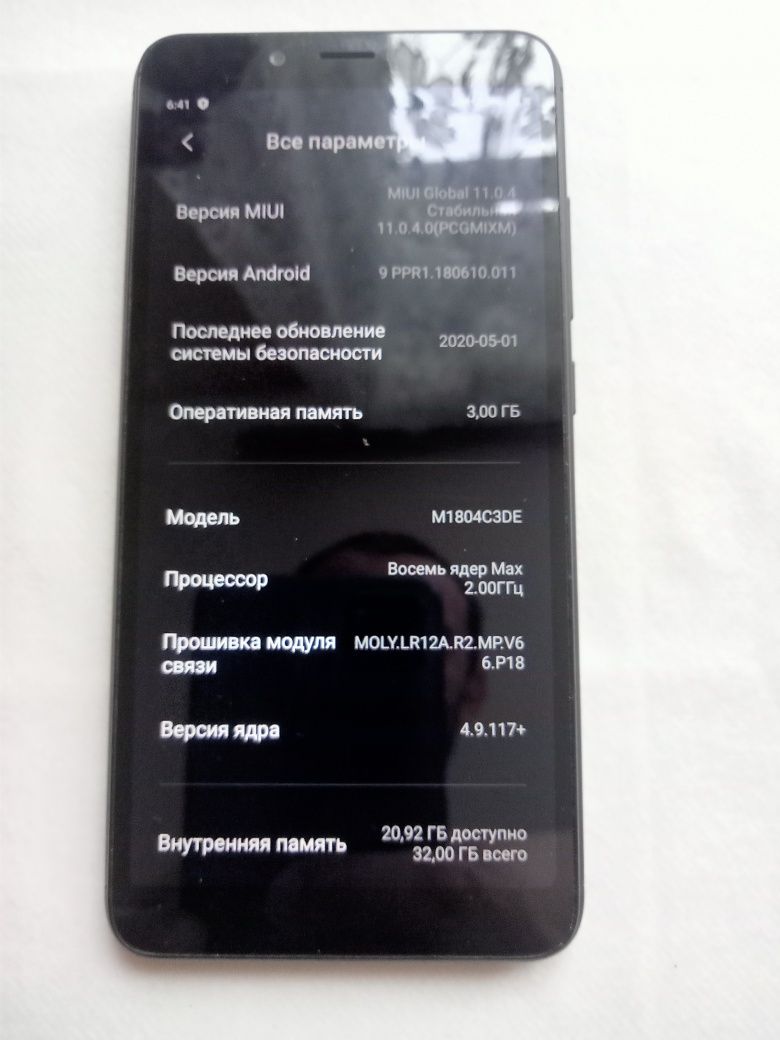 6:41
Все параметры
Версия MIUI
MIUI Global 11.0.4
Стабильная
11.0.4.0(PCGMIXM)
Версия Android
9 PPR1.180610.011
Последнее обновление
системы безопасности
2020-05-01
Оперативная память
3,00 ГБ
Модель
M1804C3DE
Процессор
Восемь ядер Max
2.00ГГц
Прошивка модуля
связи
MOLY.LR12A.R2.MP.V6
6.P18
Версия ядра
4.9.117+
Внутренняя память
20,92 ГБ доступно
32,00 ГБ всего